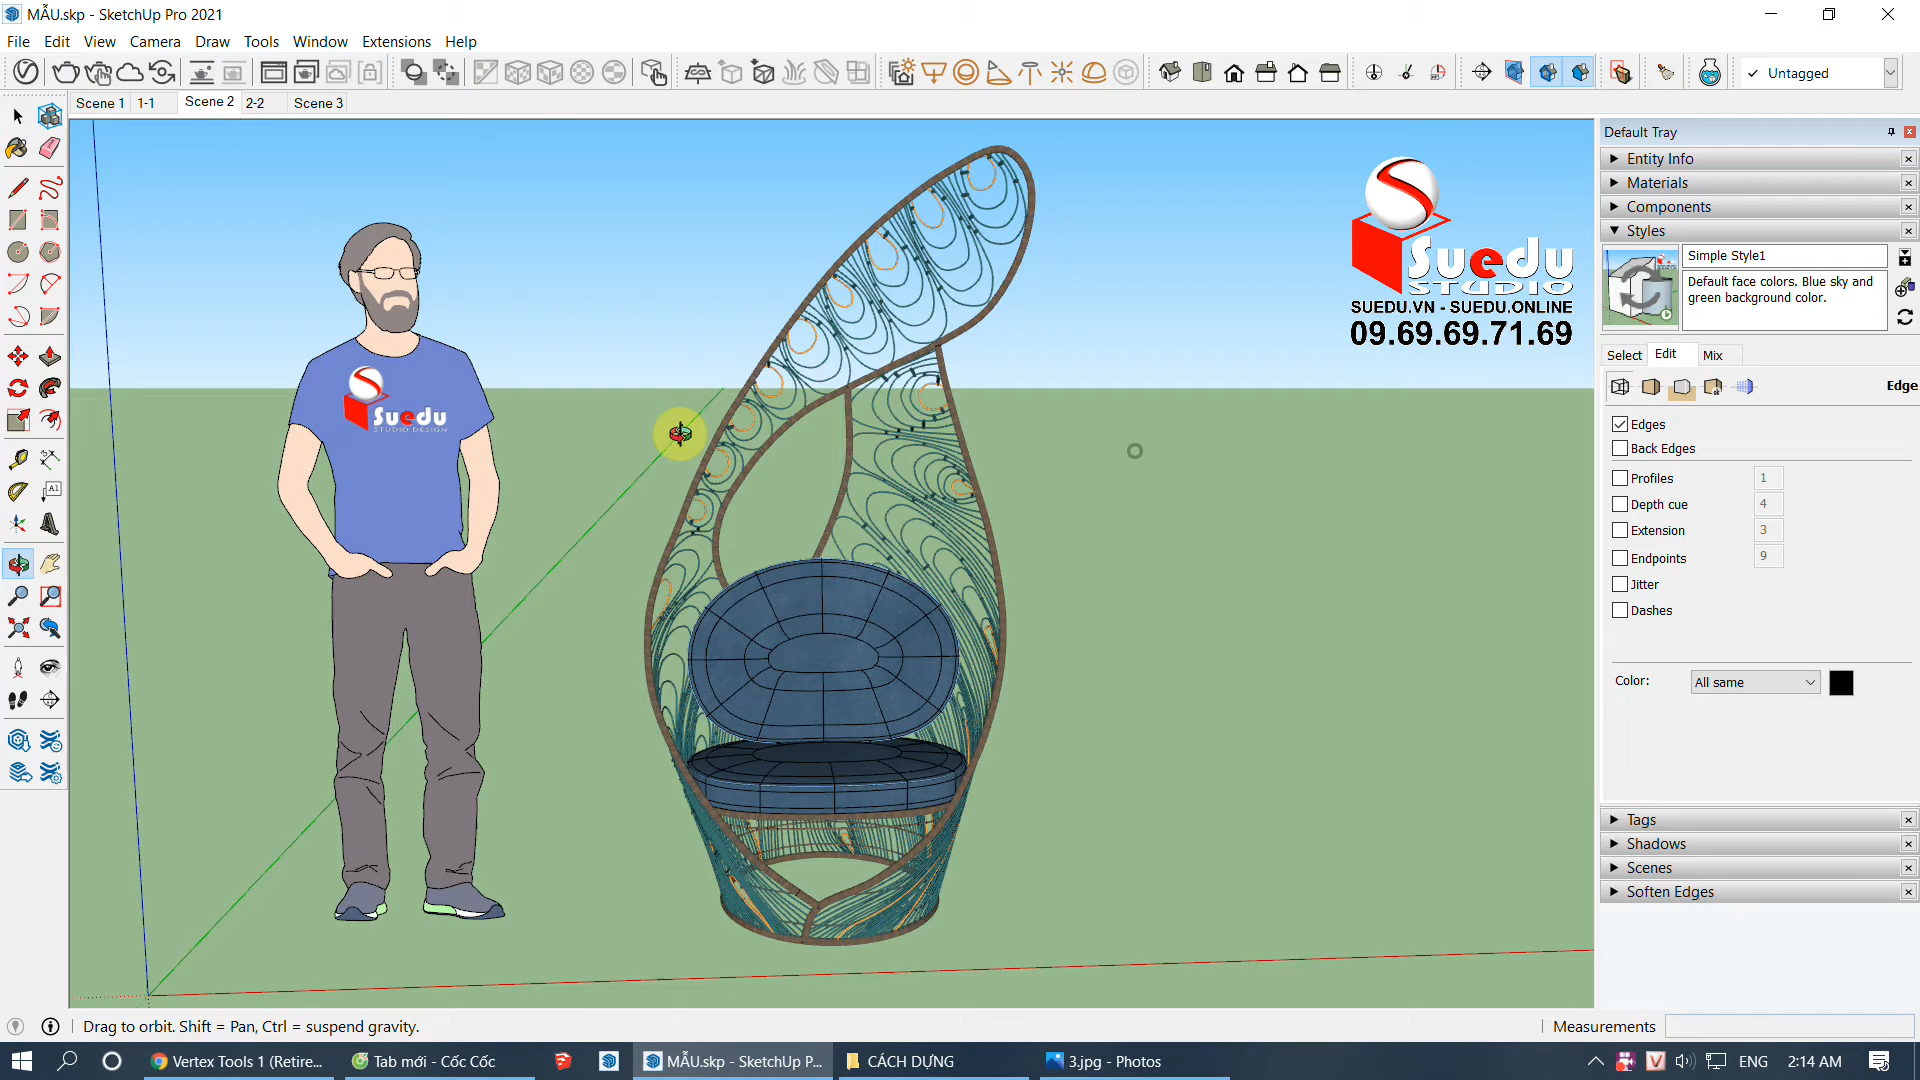 MẪU.skp - SketchUp Pro 2021
File Edit View Camera Draw Tools Window Extensions Help
Untagged
Scene 1 1-1 Scene 2 2-2 Scene 3
Default Tray
Entity Info
Materials
Components
Styles
Simple Style1
Default face colors. Blue sky and
green background color.
Select Edit Mix
Edge
Edges
Back Edges
Profiles 1
Depth cue 4
Extension 3
Endpoints 9
Jitter
Dashes
Color: All same
Tags
Shadows
Scenes
Soften Edges
Suedu
STUDIO
SUEDU.VN - SUEDU.ONLINE
09.69.69.71.69
Suedu
STUDIO DESIGN
A1
Drag to orbit. Shift = Pan, Ctrl = suspend gravity.
Measurements
Vertex Tools 1 (Retire...
Tab mới - Cốc Cốc
MẪU.skp - SketchUp P...
CÁCH DỰNG
3.jpg - Photos
ENG
2:14 AM